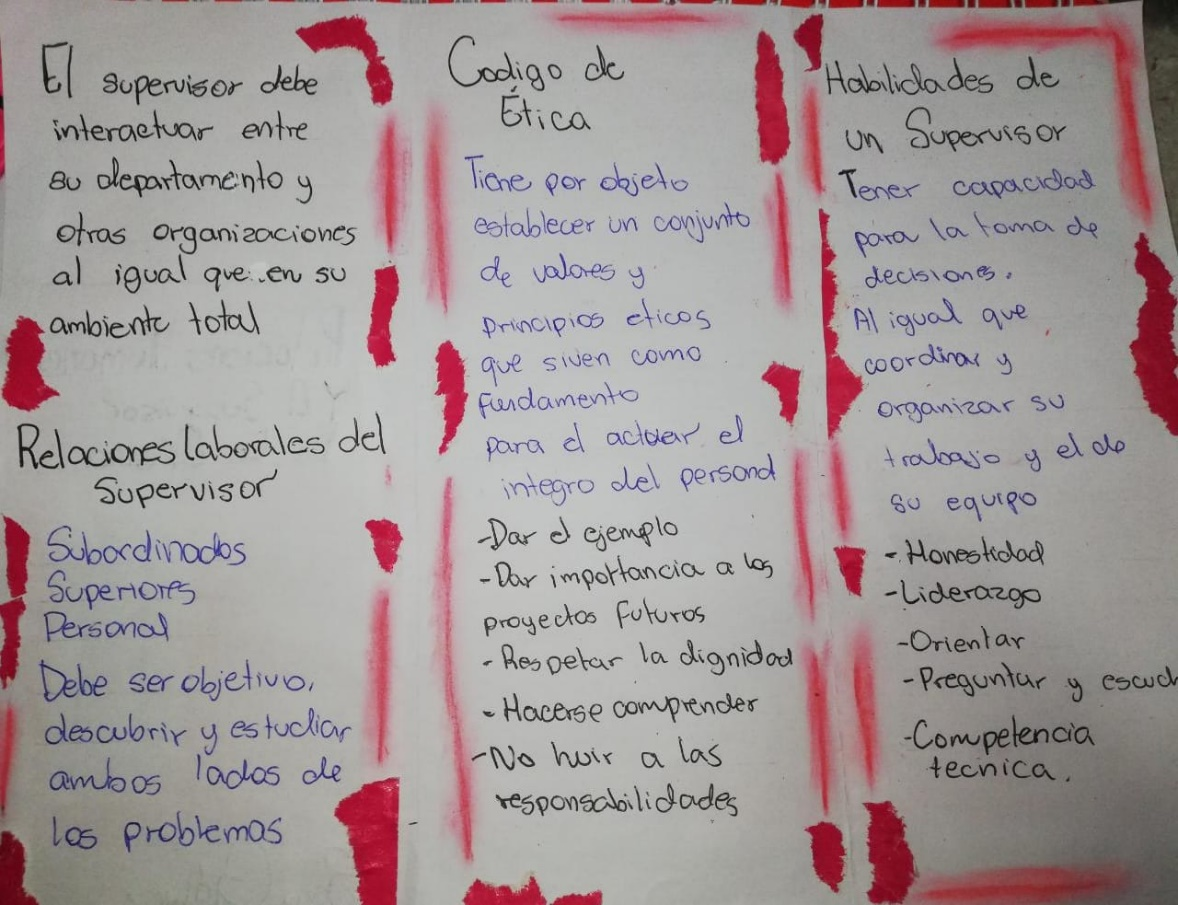 El supervisor debe
interactuar entre
su departamento y
otras organizaciones
al igual que en su
ambiente total
Relaciones laborales del
Supervisor
Subordinados
Superiores
Personal
Debe ser objetivo,
descubrir y estudiar
ambos lados de
los problemas
Codigo de
Ética
Tiene por objeto
establecer un conjunto
de valores y
principios eticos
que siven como
fundamento
para el actuar el
integro del personal
-Dar el ejemplo
-Dar importancia a los
proyectos futuros
-Respetar la dignidad
-Hacerse comprender
-No huir a las
responsabilidades
Habilidades de
un Supervisor
Tener capacidad
para la toma de
decisiones.
Al igual que
coordinar y
organizar su
trabajo y el de
su equipo
-Honestidad
-Liderazgo
-Orientar
-Preguntar y escuch
-Competencia
tecnica.